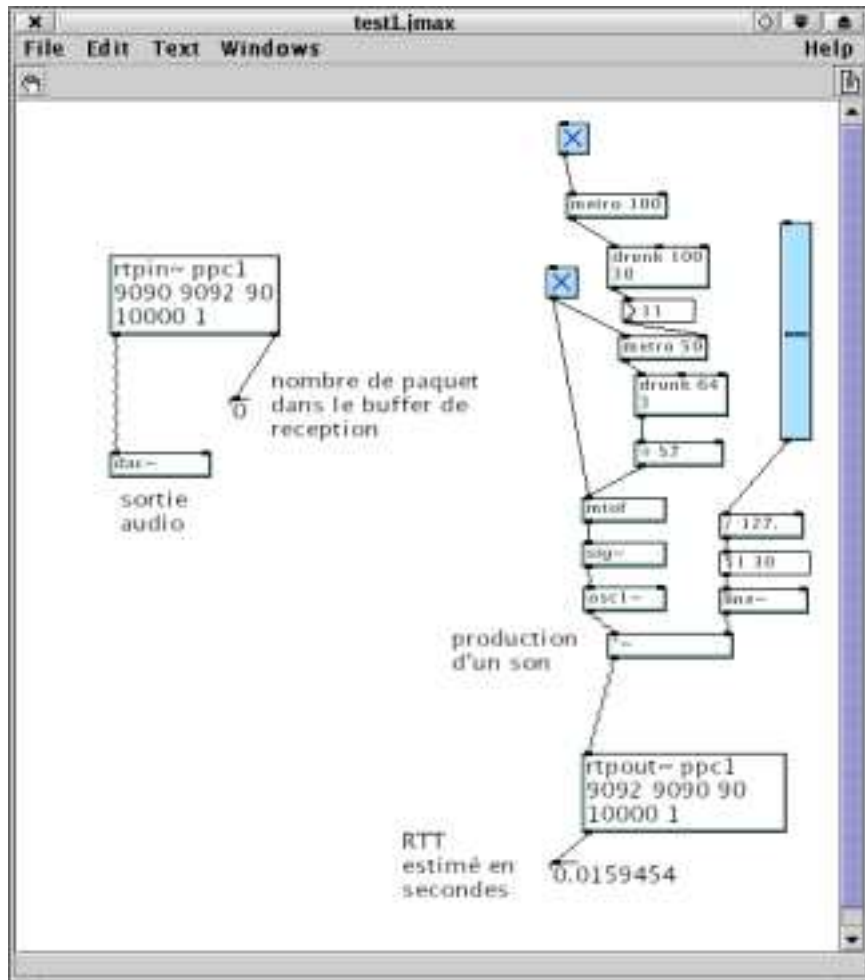 test1.jmax
File Edit Text Windows Help
metro 100
drunk 100
10
11
metro 50
drunk 64
3
+ 57
mtof
sig~
osc1~
/ 127.
$1 30
line~
*~
rtpin~ ppc1
9090 9092 90
10000 1
0
nombre de paquet
dans le buffer de
reception
dac~
sortie
audio
production
d'un son
rtpout~ ppc1
9092 9090 90
10000 1
RTT
estimé en
secondes
0.0159454